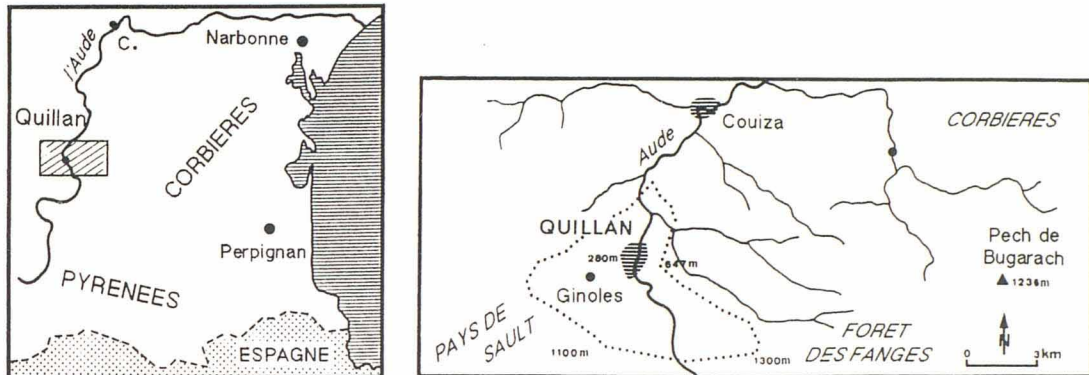 l'Aude
C.
Narbonne
Quillan
CORBIERES
Perpignan
PYRENEES
ESPAGNE
Couiza
CORBIERES
Aude
QUILLAN
280m
647m
Ginoles
Pech de
Bugarach
1236m
PAYS DE
SAULT
1100m
FORET
DES FANGES
1300m
N
0 3km